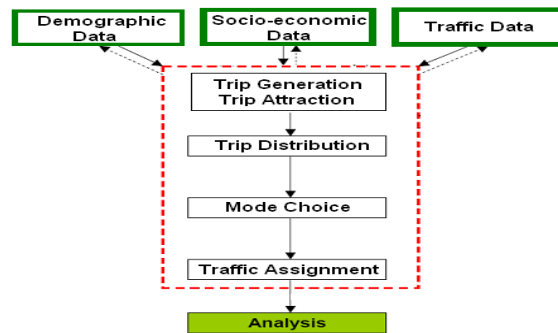 Demographic
Data
Socio-economic
Data
Traffic Data
Trip Generation
Trip Attraction
Trip Distribution
Mode Choice
Traffic Assignment
Analysis